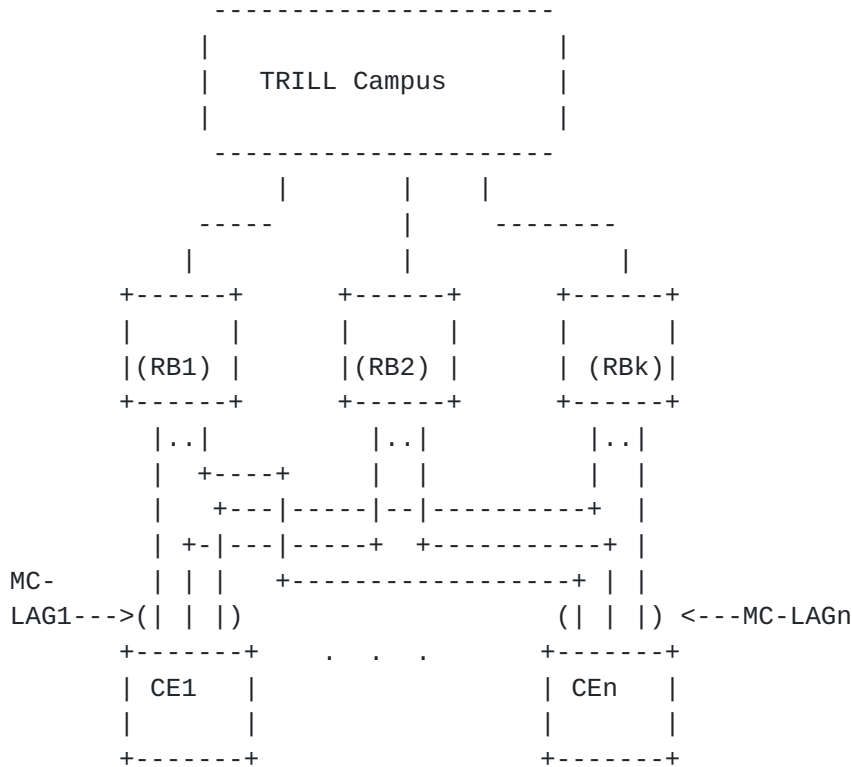 TRILL Campus
(RB1) (RB2) (RBk)
MC-
LAG1--->(| | |) (| | |) <---MC-LAGn
. . .
CE1 CEn